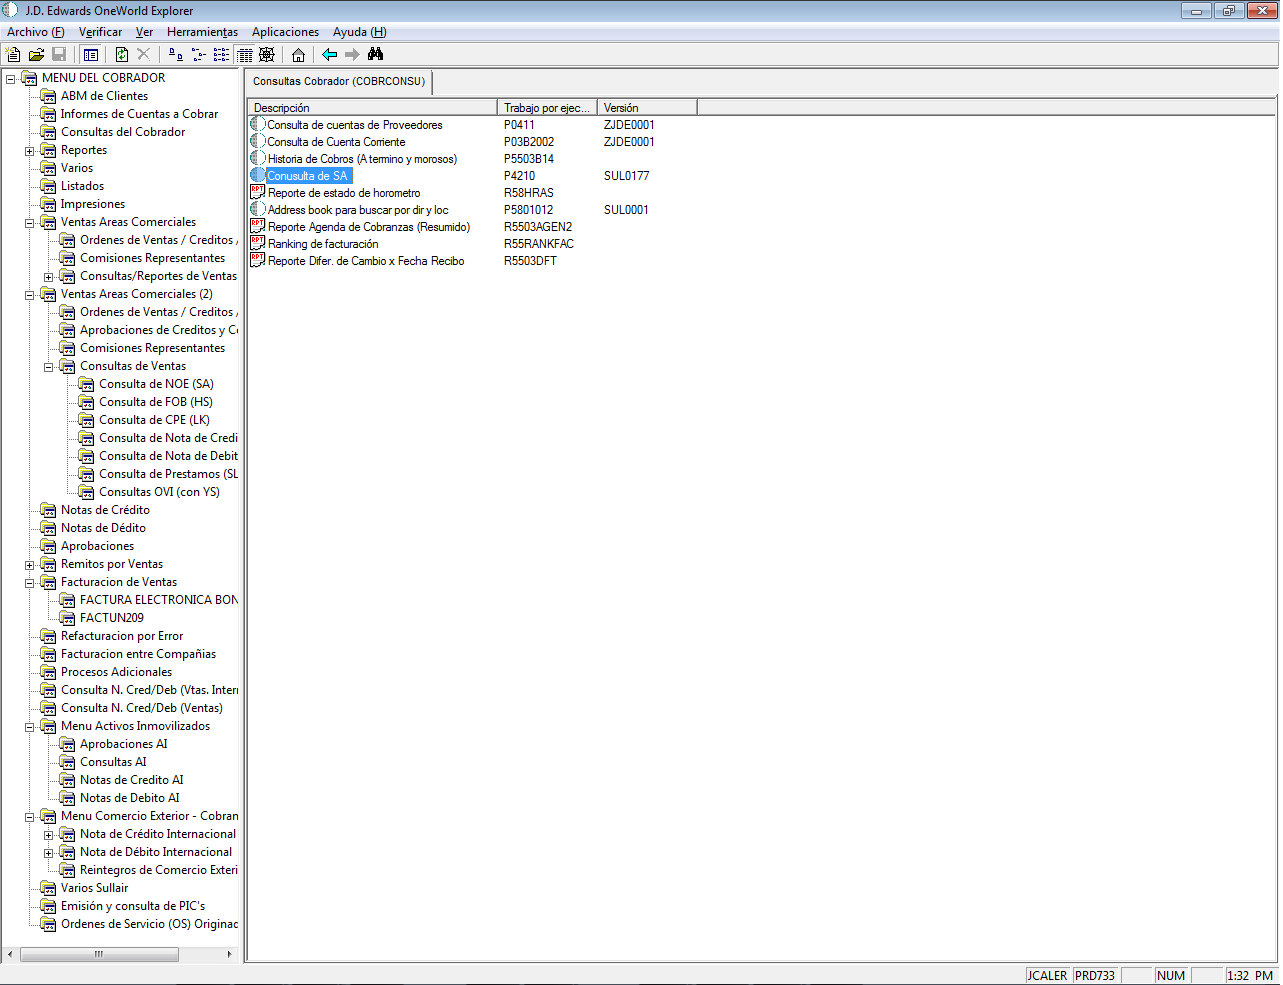 J.D. Edwards OneWorld Explorer
Archivo (F) Verificar Ver Herramientas Aplicaciones Ayuda (H)
MENU DEL COBRADOR
ABM de Clientes
Informes de Cuentas a Cobrar
Consultas del Cobrador
Reportes
Varios
Listados
Impresiones
Ventas Areas Comerciales
Ordenes de Ventas / Creditos /
Comisiones Representantes
Consultas/Reportes de Ventas
Ventas Areas Comerciales (2)
Ordenes de Ventas / Creditos /
Aprobaciones de Creditos y C
Comisiones Representantes
Consultas de Ventas
Consulta de NOE (SA)
Consulta de FOB (HS)
Consulta de CPE (LK)
Consulta de Nota de Credi
Consulta de Nota de Debit
Consulta de Prestamos (SL
Consultas OVI (con YS)
Notas de Crédito
Notas de Dédito
Aprobaciones
Remitos por Ventas
Facturacion de Ventas
FACTURA ELECTRONICA BON
FACTUN209
Refacturacion por Error
Facturacion entre Compañias
Procesos Adicionales
Consulta N. Cred/Deb (Vtas. Inter
Consulta N. Cred/Deb (Ventas)
Menu Activos Inmovilizados
Aprobaciones AI
Consultas AI
Notas de Credito AI
Notas de Debito AI
Menu Comercio Exterior - Cobran
Nota de Crédito Internacional
Nota de Débito Internacional
Reintegros de Comercio Exteri
Varios Sullair
Emisión y consulta de PIC's
Ordenes de Servicio (OS) Originac
Consultas Cobrador (COBRCONSU)
Descripción Trabajo por ejec... Versión
Consulta de cuentas de Proveedores P0411 ZJDE0001
Consulta de Cuenta Corriente P03B2002 ZJDE0001
Historia de Cobros (A termino y morosos) P5503B14
Conusulta de SA P4210 SUL0177
RPT Reporte de estado de horometro R58HRAS
Address book para buscar por dir y loc P5801012 SUL0001
RPT Reporte Agenda de Cobranzas (Resumido) R5503AGEN2
RPT Ranking de facturación R55RANKFAC
RPT Reporte Difer. de Cambio x Fecha Recibo R5503DFT
JCALER PRD733 NUM 1:32 PM